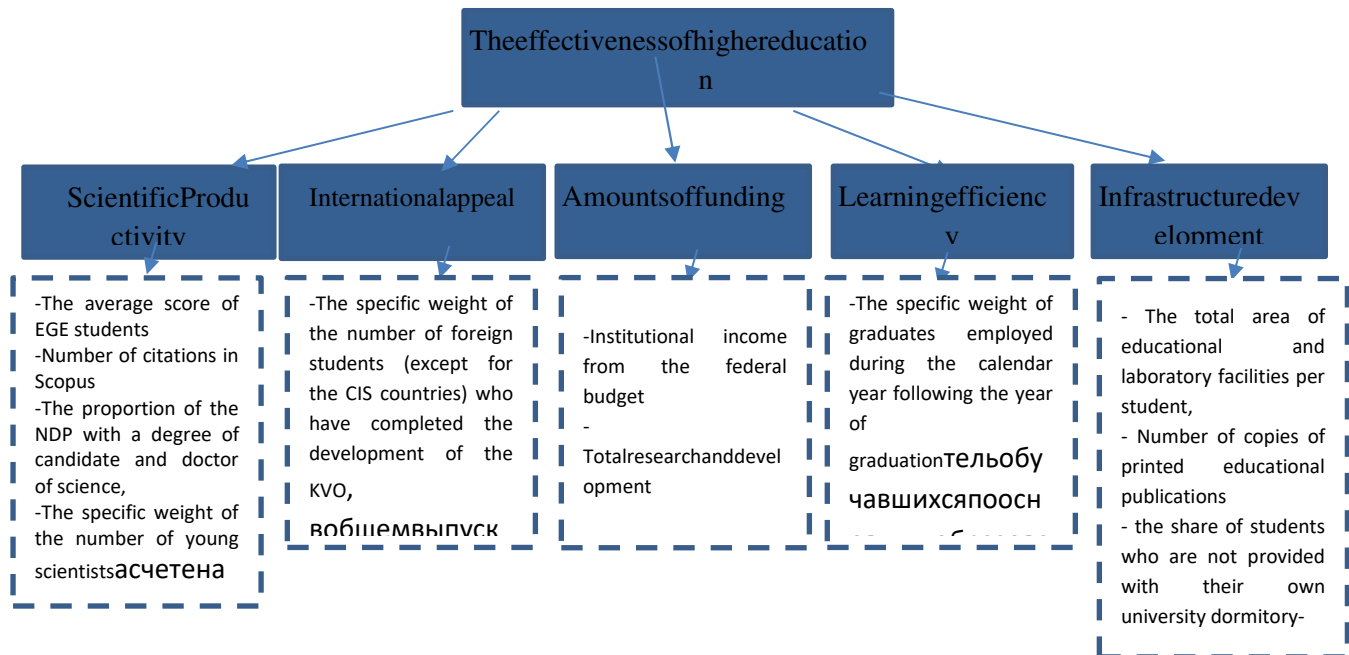 Theeffectivenessofhighereducatio
n
ScientificProdu
ctivity
Internationalappeal
Amountsoffunding
Learningefficienc
y
Infrastructuredev
elopment
-The average score of
EGE students
-Number of citations in
Scopus
-The proportion of the
NDP with a degree of
candidate and doctor
of science,
-The specific weight of
the number of young
scientistsасчетена
-The specific weight of
the number of foreign
students (except for
the CIS countries) who
have completed the
development of the
KVO,
вобщемвыпуск
-Institutional income
from the federal
budget
-
Totalresearchanddevel
opment
-The specific weight of
graduates employed
during the calendar
year following the year
of
graduationтельобу
чавшихсяпоосн
- The total area of
educational and
laboratory facilities per
student,
- Number of copies of
printed educational
publications
- the share of students
who are not provided
with their own
university dormitory-